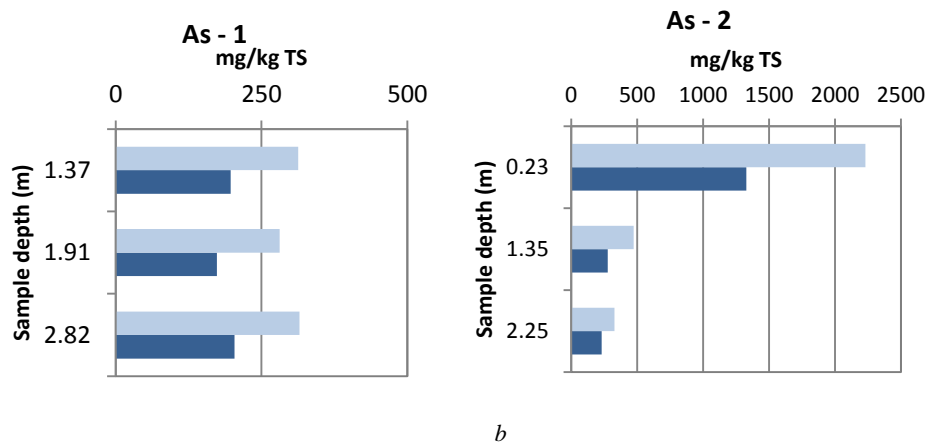 As - 1
mg/kg TS
0 250 500
Sample depth (m)
1.37
1.91
2.82
As - 2
mg/kg TS
0 500 1000 1500 2000 2500
Sample depth (m)
0.23
1.35
2.25
b